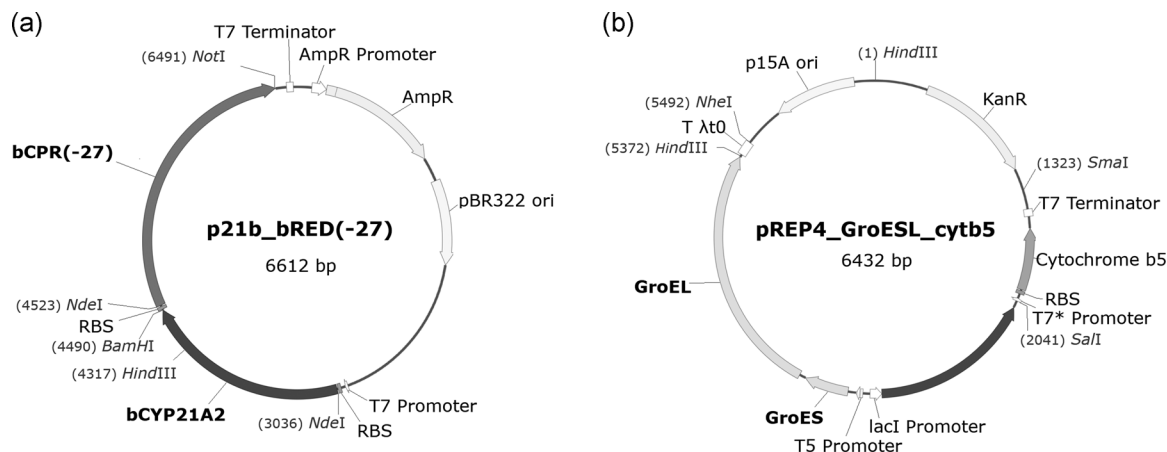 (a)
T7 Terminator
(6491) NotI
AmpR Promoter
AmpR
bCPR(-27)
pBR322 ori
p21b_bRED(-27)
6612 bp
(4523) NdeI
RBS
(4490) BamHI
(4317) HindIII
bCYP21A2
(3036) NdeI
T7 Promoter
RBS
(b)
(1) HindIII
p15A ori
KanR
(5492) NheI
T λt0
(5372) HindIII
(1323) SmaI
T7 Terminator
pREP4_GroESL_cytb5
6432 bp
Cytochrome b5
GroEL
RBS
T7* Promoter
(2041) SalI
GroES
lacI Promoter
T5 Promoter